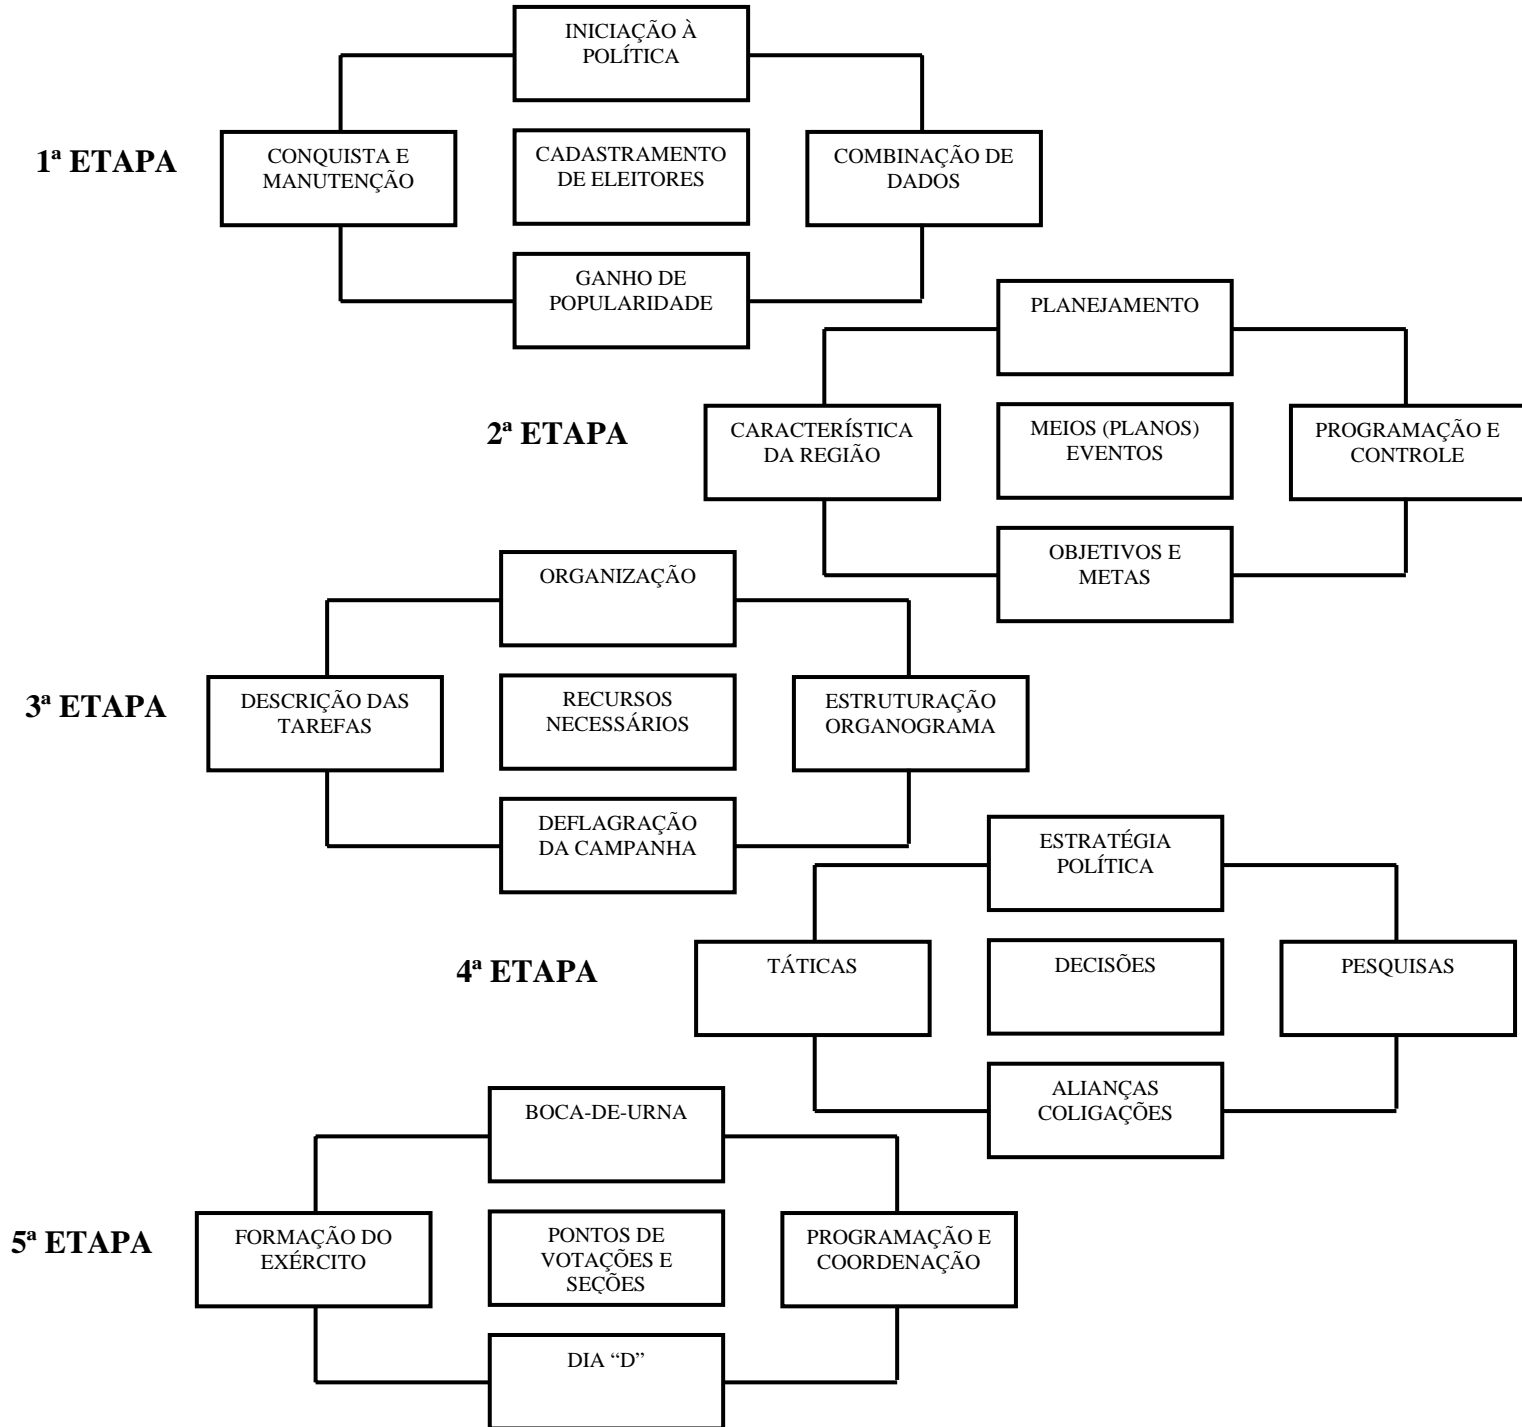 INICIAÇÃO À
POLÍTICA
1ª ETAPA
CONQUISTA E
MANUTENÇÃO
CADASTRAMENTO
DE ELEITORES
COMBINAÇÃO DE
DADOS
GANHO DE
POPULARIDADE
PLANEJAMENTO
2ª ETAPA
CARACTERÍSTICA
DA REGIÃO
MEIOS (PLANOS)
EVENTOS
PROGRAMAÇÃO E
CONTROLE
OBJETIVOS E
METAS
ORGANIZAÇÃO
3ª ETAPA
DESCRIÇÃO DAS
TAREFAS
RECURSOS
NECESSÁRIOS
ESTRUTURAÇÃO
ORGANOGRAMA
DEFLAGRAÇÃO
DA CAMPANHA
ESTRATÉGIA
POLÍTICA
4ª ETAPA
TÁTICAS
DECISÕES
PESQUISAS
ALIANÇAS
COLIGAÇÕES
BOCA-DE-URNA
5ª ETAPA
FORMAÇÃO DO
EXÉRCITO
PONTOS DE
VOTAÇÕES E
SEÇÕES
PROGRAMAÇÃO E
COORDENAÇÃO
DIA “D”